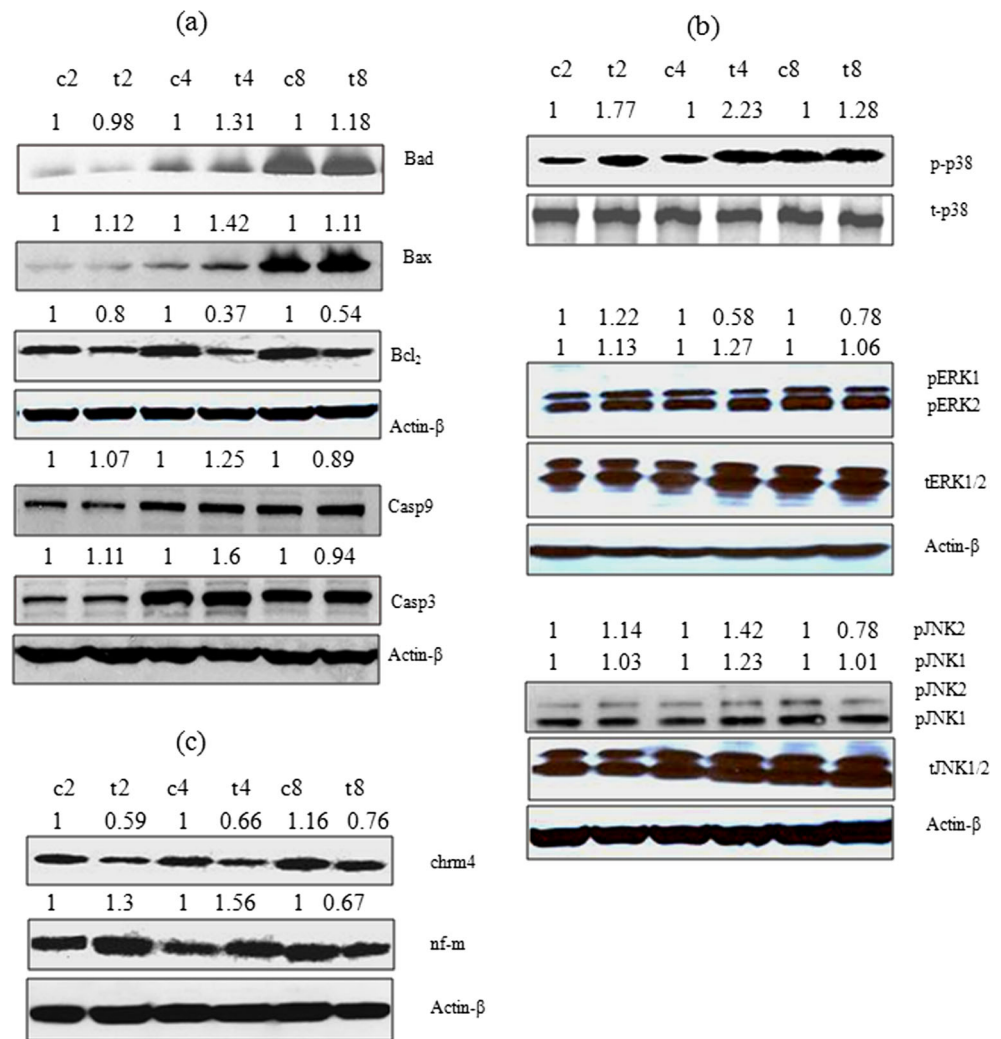 (a)
c2 t2 c4 t4 c8 t8
1 0.98 1 1.31 1 1.18
Bad
1 1.12 1 1.42 1 1.11
Bax
1 0.8 1 0.37 1 0.54
Bcl₂
Actin-β
1 1.07 1 1.25 1 0.89
Casp9
1 1.11 1 1.6 1 0.94
Casp3
Actin-β
(b)
c2 t2 c4 t4 c8 t8
1 1.77 1 2.23 1 1.28
p-p38
t-p38
1 1.22 1 0.58 1 0.78
1 1.13 1 1.27 1 1.06
pERK1
pERK2
tERK1/2
Actin-β
1 1.14 1 1.42 1 0.78 pJNK2
1 1.03 1 1.23 1 1.01 pJNK1
pJNK2
pJNK1
tJNK1/2
Actin-β
(c)
c2 t2 c4 t4 c8 t8
1 0.59 1 0.66 1.16 0.76
chrm4
1 1.3 1 1.56 1 0.67
nf-m
Actin-β